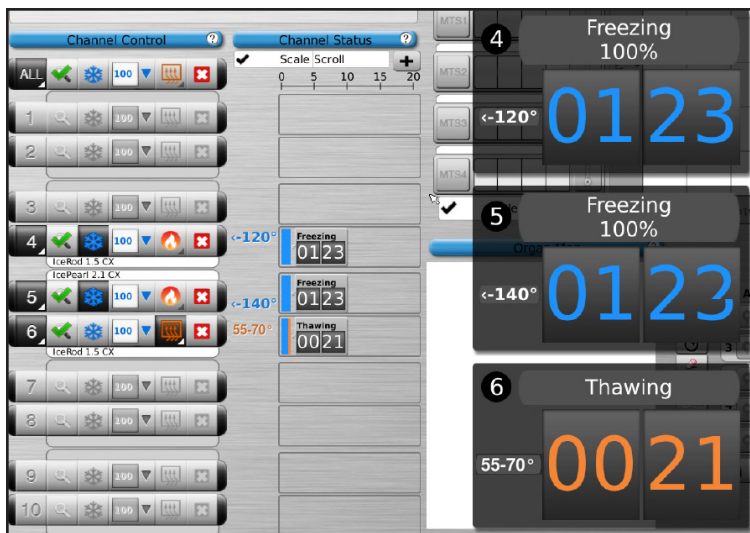 Channel Control ?
ALL 100
1 100
2 100
3 100
4 100
IceRod 1.5 CX
IcePearl 2.1 CX
5 100
6 100
IceRod 1.5 CX
7 100
8 100
9 100
10 100
Channel Status ?
Scale Scroll +
0 5 10 15 20
<-120° Freezing
01 23
<-140° Freezing
01 23
55-70° Thawing
00 21
MTS1
MTS2
MTS3
MTS4
4 Freezing
100%
<-120° 01 23
5 Freezing
100%
<-140° 01 23
6 Thawing
55-70° 00 21
3